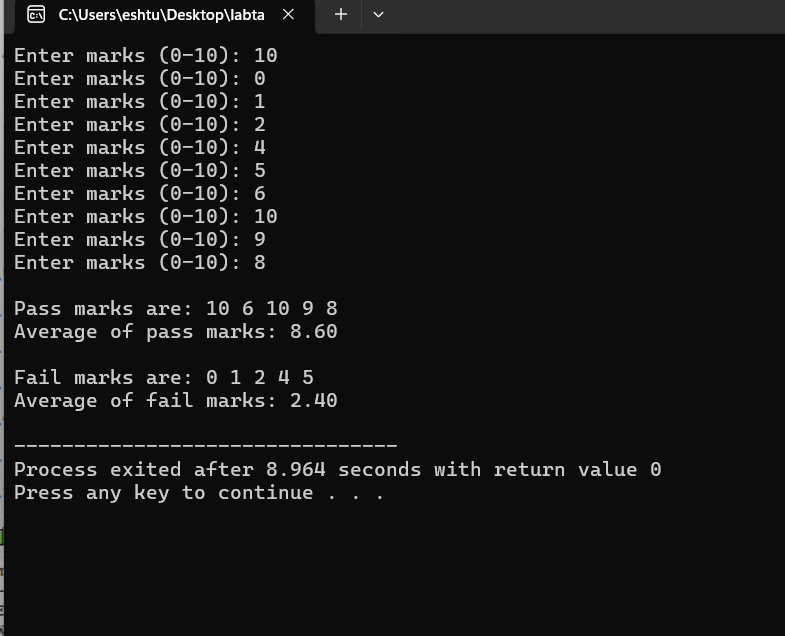 C:\Users\eshtu\Desktop\labta
Enter marks (0-10): 10
Enter marks (0-10): 0
Enter marks (0-10): 1
Enter marks (0-10): 2
Enter marks (0-10): 4
Enter marks (0-10): 5
Enter marks (0-10): 6
Enter marks (0-10): 10
Enter marks (0-10): 9
Enter marks (0-10): 8
Pass marks are: 10 6 10 9 8
Average of pass marks: 8.60
Fail marks are: 0 1 2 4 5
Average of fail marks: 2.40
--------------------------------
Process exited after 8.964 seconds with return value 0
Press any key to continue . . .